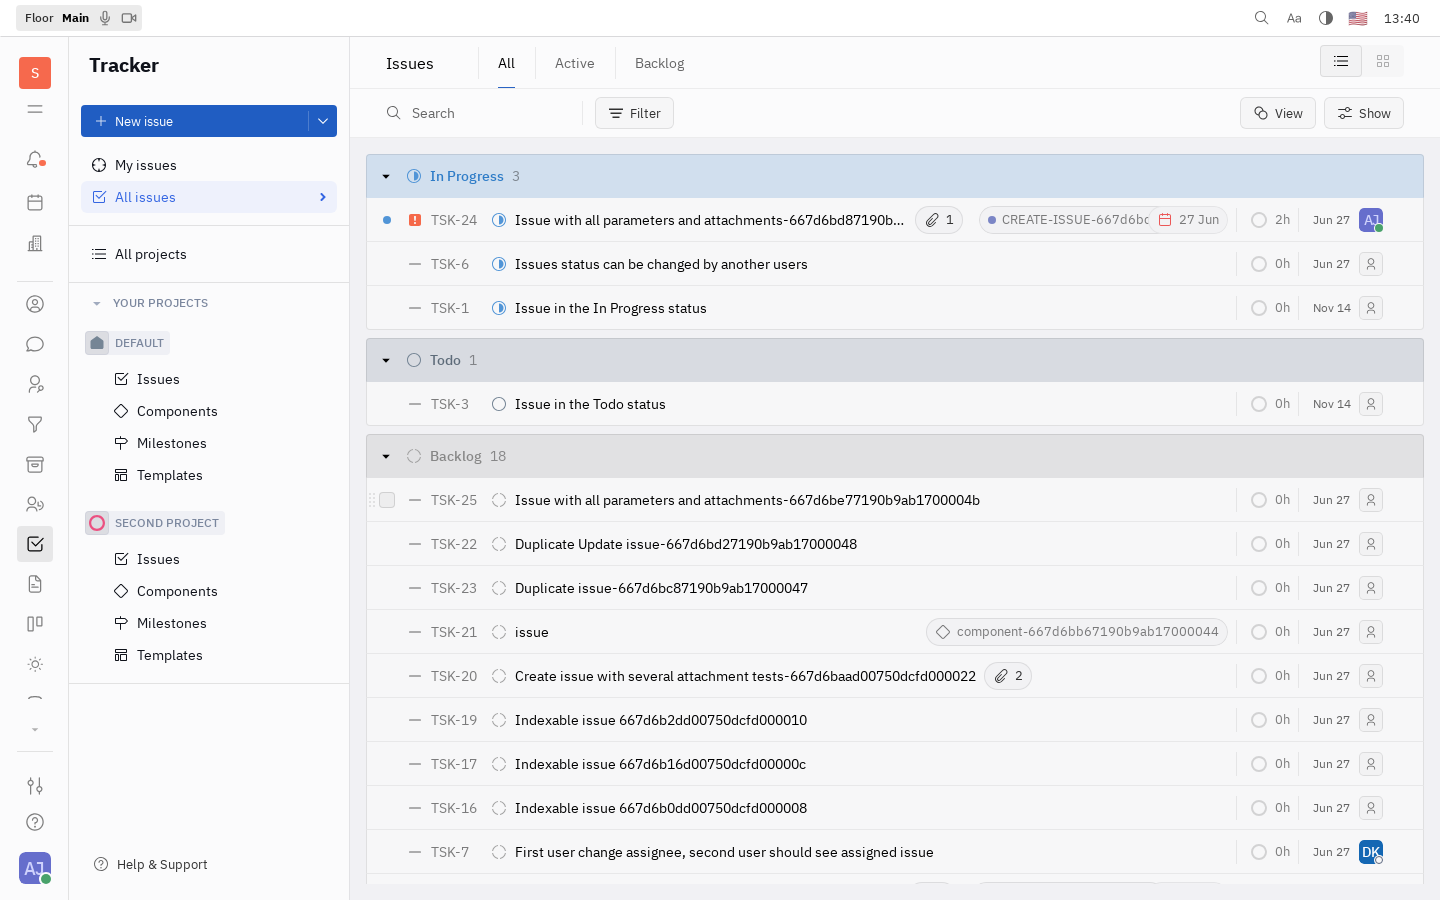 Floor Main
Aa
13:40
S
Tracker
New issue
My issues
All issues
All projects
YOUR PROJECTS
DEFAULT
Issues
Components
Milestones
Templates
SECOND PROJECT
Issues
Components
Milestones
Templates
Help & Support
AJ
Issues
All
Active
Backlog
Search
Filter
View
Show
In Progress 3
TSK-24 Issue with all parameters and attachments-667d6bd87190b... 1 CREATE-ISSUE-667d6bd 27 Jun 2h Jun 27 AJ
TSK-6 Issues status can be changed by another users 0h Jun 27
TSK-1 Issue in the In Progress status 0h Nov 14
Todo 1
TSK-3 Issue in the Todo status 0h Nov 14
Backlog 18
TSK-25 Issue with all parameters and attachments-667d6be77190b9ab1700004b 0h Jun 27
TSK-22 Duplicate Update issue-667d6bd27190b9ab17000048 0h Jun 27
TSK-23 Duplicate issue-667d6bc87190b9ab17000047 0h Jun 27
TSK-21 issue component-667d6bb67190b9ab17000044 0h Jun 27
TSK-20 Create issue with several attachment tests-667d6baad00750dcfd000022 2 0h Jun 27
TSK-19 Indexable issue 667d6b2dd00750dcfd000010 0h Jun 27
TSK-17 Indexable issue 667d6b16d00750dcfd00000c 0h Jun 27
TSK-16 Indexable issue 667d6b0dd00750dcfd000008 0h Jun 27
TSK-7 First user change assignee, second user should see assigned issue 0h Jun 27 DK